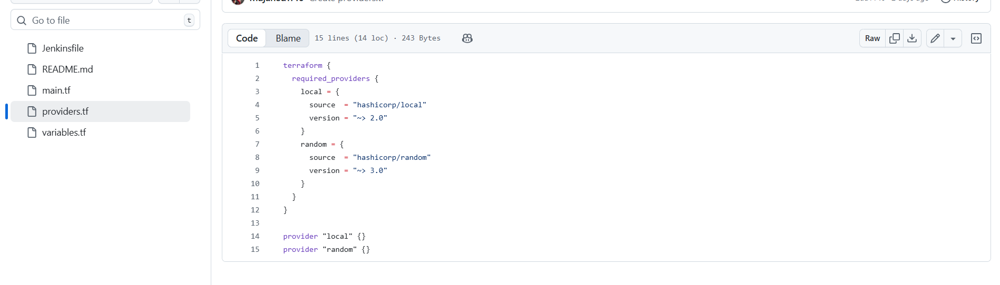 Go to file
t
Jenkinsfile
README.md
main.tf
providers.tf
variables.tf
Code
Blame
15 lines (14 loc) · 243 Bytes
Raw
1 terraform {
2 required_providers {
3 local = {
4 source  = "hashicorp/local"
5 version = "~> 2.0"
6 }
7 random = {
8 source  = "hashicorp/random"
9 version = "~> 3.0"
10 }
11 }
12 }
13
14 provider "local" {}
15 provider "random" {}